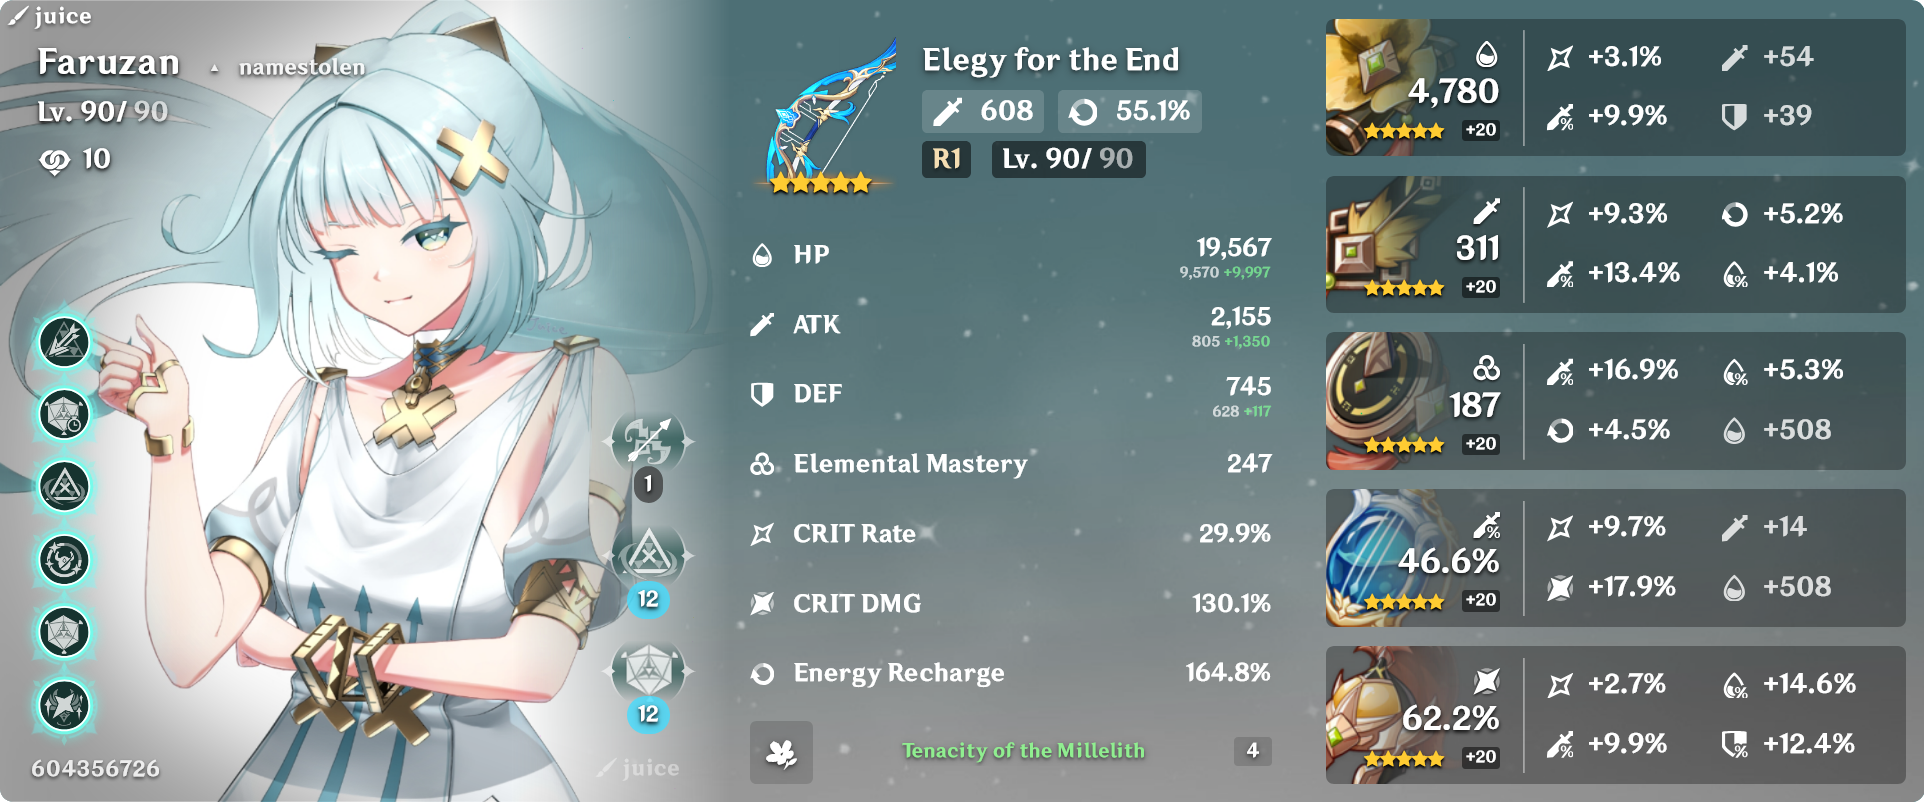 juice
Faruzan ▲ namestolen
Lv. 90/ 90
10
1
12
12
604356726
juice
Elegy for the End
608 55.1%
R1 Lv. 90/ 90
HP 19,567
9,570 +9,997
ATK 2,155
805 +1,350
DEF 745
628 +117
Elemental Mastery 247
CRIT Rate 29.9%
CRIT DMG 130.1%
Energy Recharge 164.8%
Tenacity of the Millelith 4
4,780
+20
+3.1% +54
+9.9% +39
311
+20
+9.3% +5.2%
+13.4% +4.1%
187
+20
+16.9% +5.3%
+4.5% +508
46.6%
+20
+9.7% +14
+17.9% +508
62.2%
+20
+2.7% +14.6%
+9.9% +12.4%